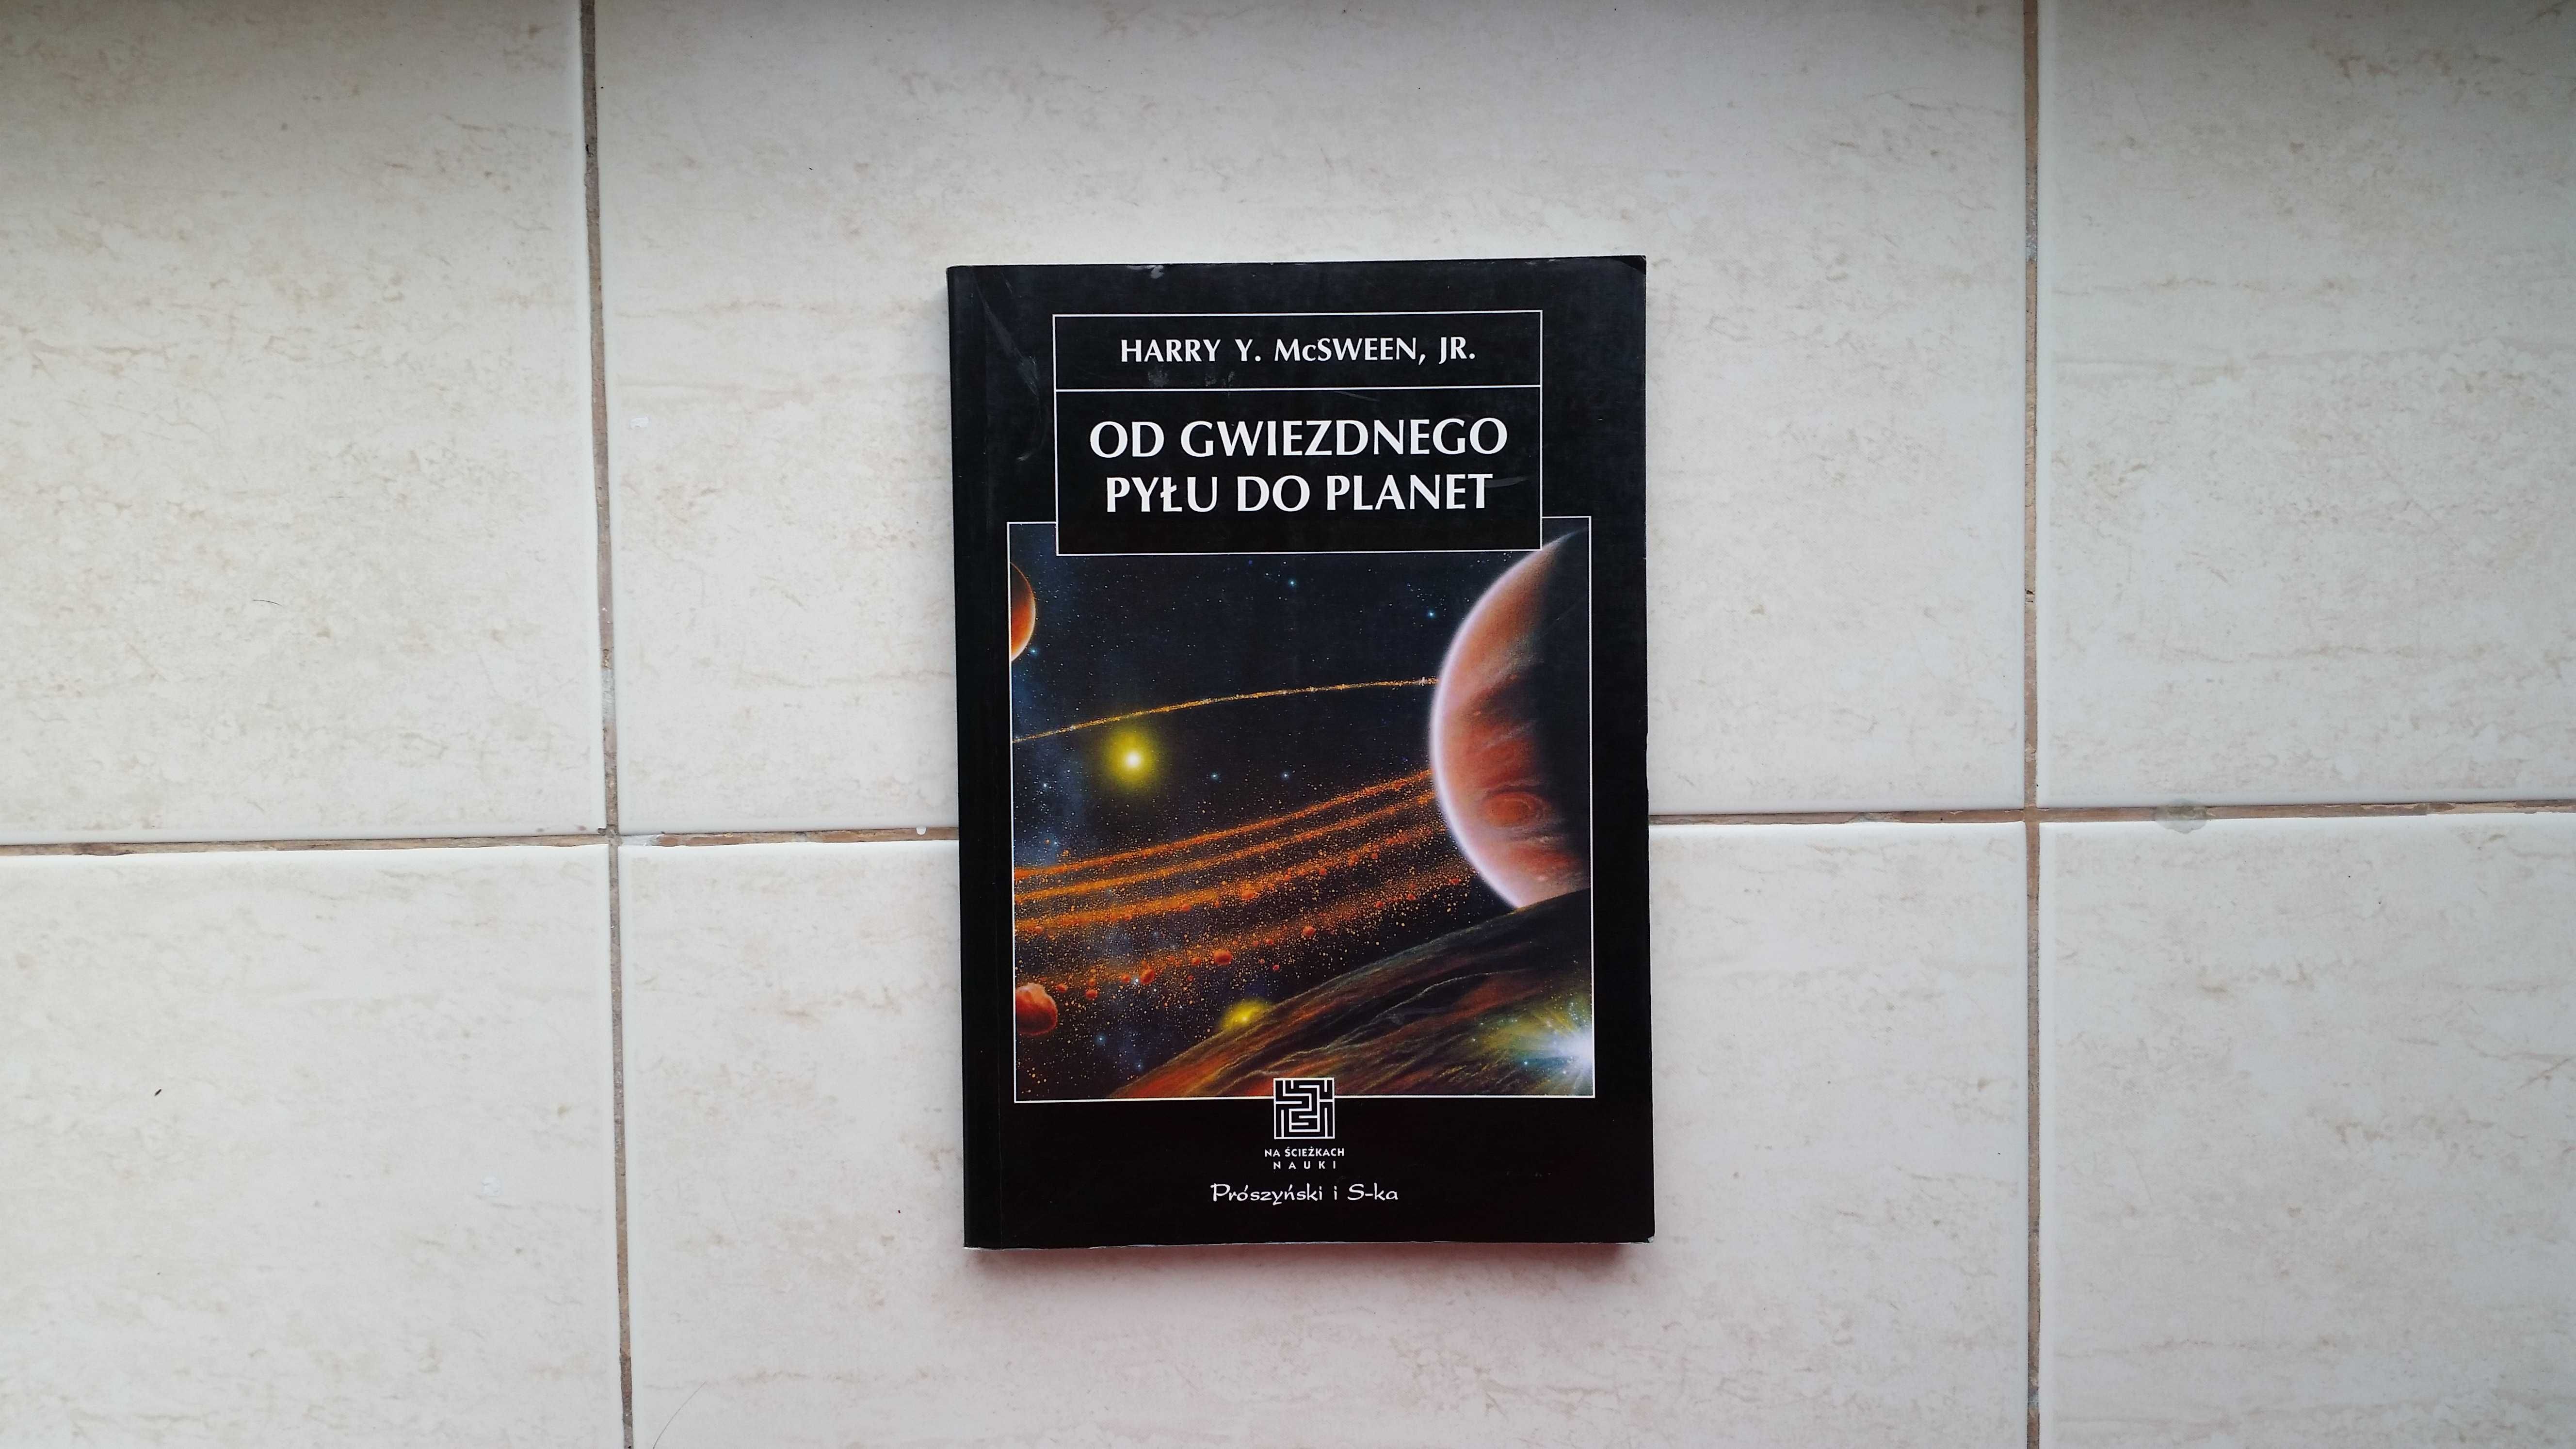 HARRY Y. McSWEEN, JR.
OD GWIEZDNEGO
PYŁU DO PLANET
NA ŚCIEŻKACH
NAUKI
Prószyński i S-ka